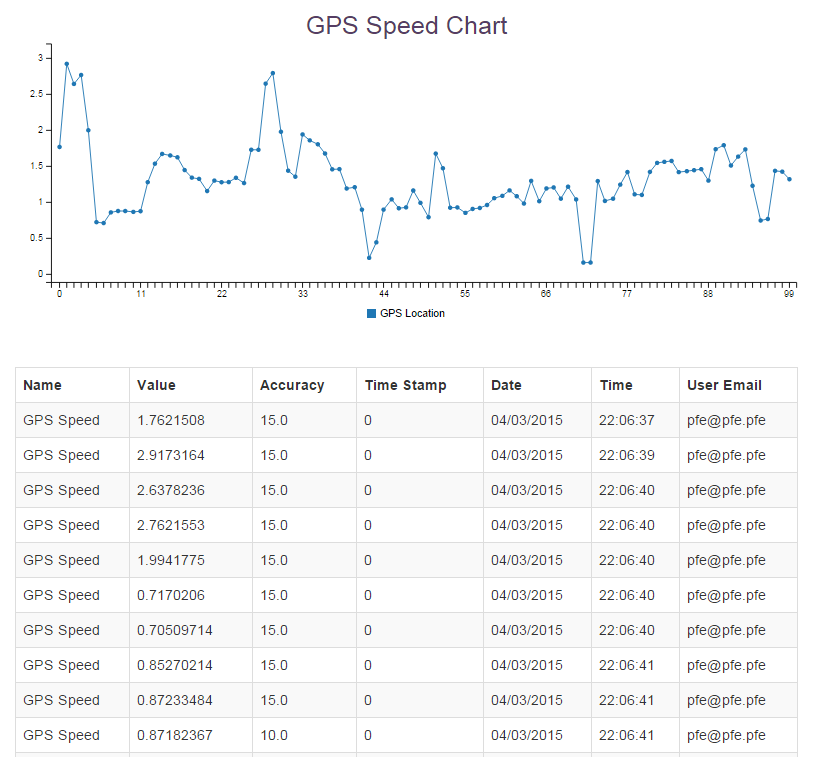 GPS Speed Chart
3
2.5
2
1.5
1
0.5
0
0 11 22 33 44 55 66 77 88 99
GPS Location
Name Value Accuracy Time Stamp Date Time User Email
GPS Speed 1.7621508 15.0 0 04/03/2015 22:06:37 pfe@pfe.pfe
GPS Speed 2.9173164 15.0 0 04/03/2015 22:06:39 pfe@pfe.pfe
GPS Speed 2.6378236 15.0 0 04/03/2015 22:06:40 pfe@pfe.pfe
GPS Speed 2.7621553 15.0 0 04/03/2015 22:06:40 pfe@pfe.pfe
GPS Speed 1.9941775 15.0 0 04/03/2015 22:06:40 pfe@pfe.pfe
GPS Speed 0.7170206 15.0 0 04/03/2015 22:06:40 pfe@pfe.pfe
GPS Speed 0.70509714 15.0 0 04/03/2015 22:06:40 pfe@pfe.pfe
GPS Speed 0.85270214 15.0 0 04/03/2015 22:06:41 pfe@pfe.pfe
GPS Speed 0.87233484 15.0 0 04/03/2015 22:06:41 pfe@pfe.pfe
GPS Speed 0.87182367 10.0 0 04/03/2015 22:06:41 pfe@pfe.pfe